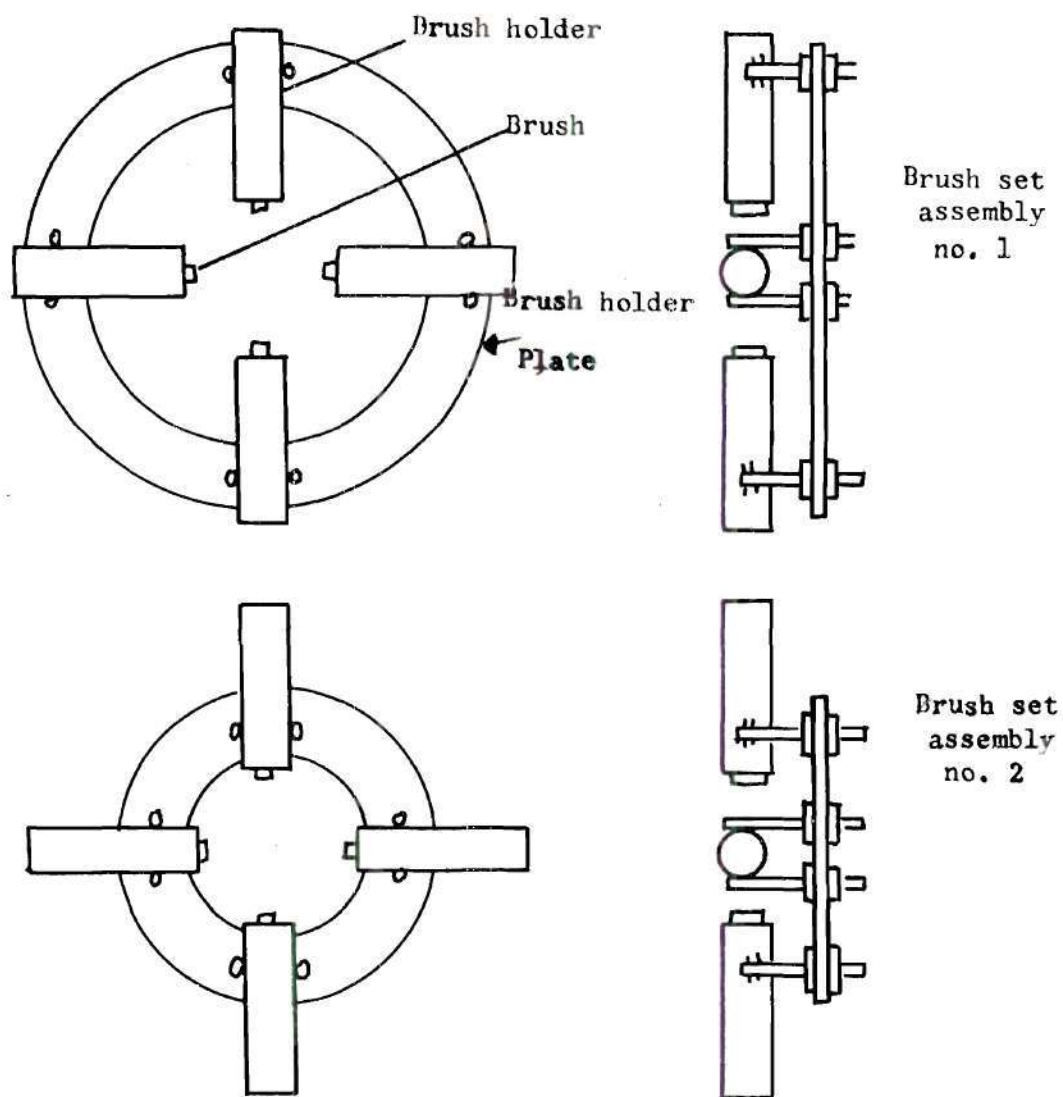 Brush holder
Brush
Brush holder
Plate
Brush set
assembly
no. 1
Brush set
assembly
no. 2